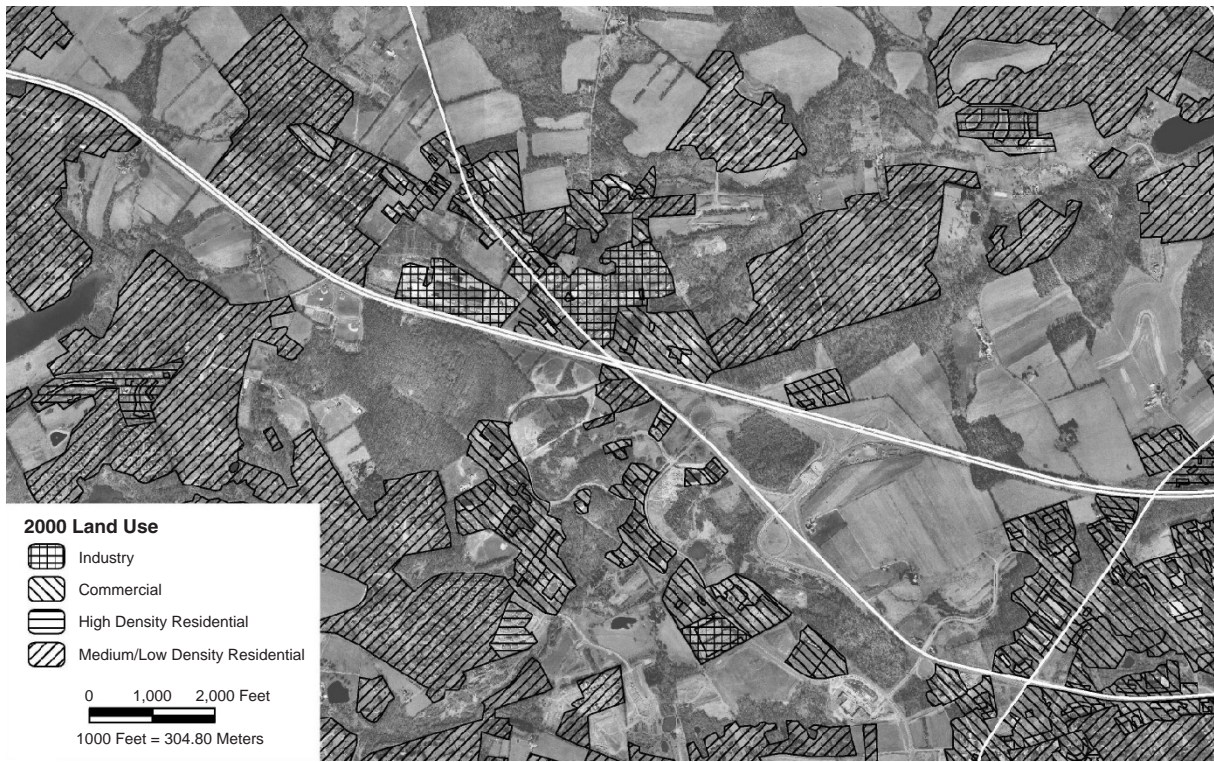 2000 Land Use
Industry
Commercial
High Density Residential
Medium/Low Density Residential
0 1,000 2,000 Feet
1000 Feet = 304.80 Meters